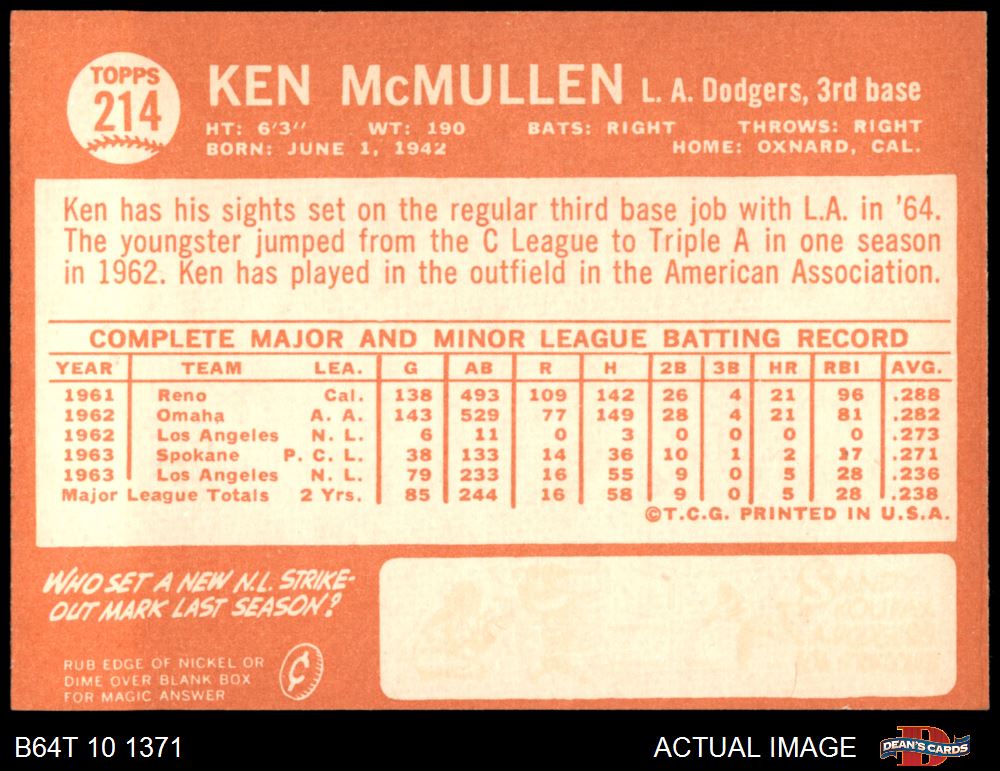 TOPPS
214
KEN McMULLEN L. A. Dodgers, 3rd base
HT: 6'3" WT: 190 BATS: RIGHT THROWS: RIGHT
BORN: JUNE 1, 1942 HOME: OXNARD, CAL.
Ken has his sights set on the regular third base job with L.A. in '64.
The youngster jumped from the C League to Triple A in one season
in 1962. Ken has played in the outfield in the American Association.
COMPLETE MAJOR AND MINOR LEAGUE BATTING RECORD
YEAR TEAM LEA. G AB R H 2B 3B HR RBI AVG.
1961 Reno Cal. 138 493 109 142 26 4 21 96 .288
1962 Omaha A. A. 143 529 77 149 28 4 21 81 .282
1962 Los Angeles N. L. 6 11 0 3 0 0 0 0 .273
1963 Spokane P. C. L. 38 133 14 36 10 1 2 17 .271
1963 Los Angeles N. L. 79 233 16 55 9 0 5 28 .236
Major League Totals 2 Yrs. 85 244 16 58 9 0 5 28 .238
©T.C.G. PRINTED IN U.S.A.
WHO SET A NEW N.L. STRIKE-
OUT MARK LAST SEASON?
RUB EDGE OF NICKEL OR
DIME OVER BLANK BOX
FOR MAGIC ANSWER
¢
B64T 10 1371 ACTUAL IMAGE DEAN'S CARDS